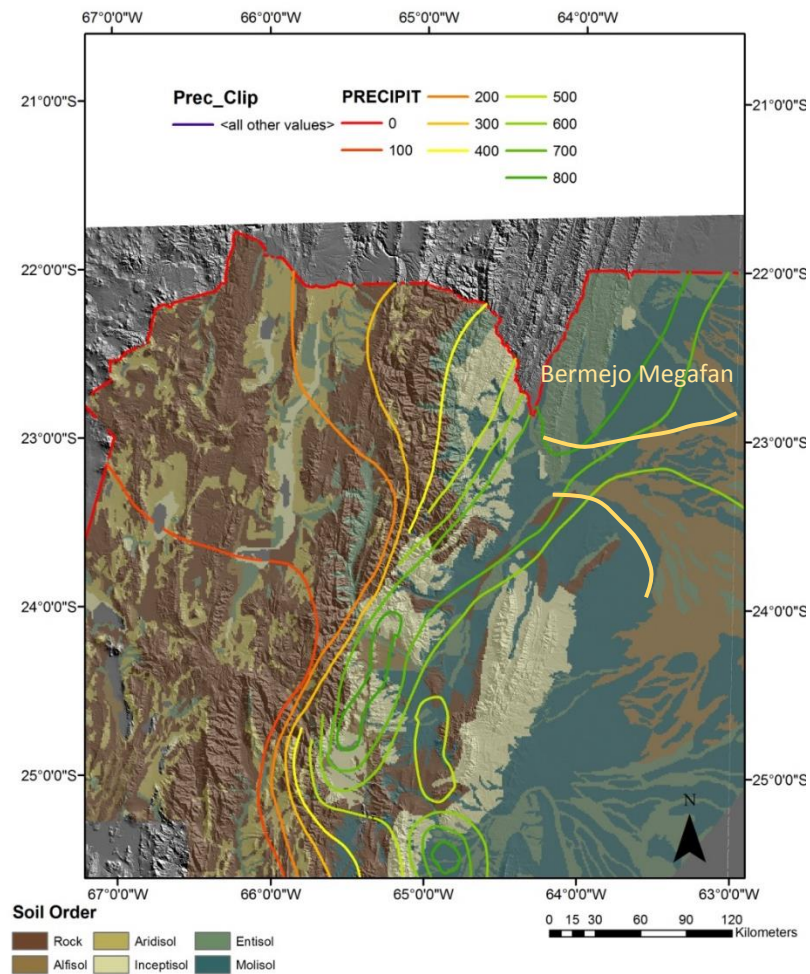 67°0'0"W 66°0'0"W 65°0'0"W 64°0'0"W
21°0'0"S 21°0'0"S
Prec_Clip
<all other values>
PRECIPIT
0
100
200
300
400
500
600
700
800
22°0'0"S 22°0'0"S
Bermejo Megafan
23°0'0"S 23°0'0"S
24°0'0"S 24°0'0"S
25°0'0"S 25°0'0"S
N
67°0'0"W 66°0'0"W 65°0'0"W 64°0'0"W 63°0'0"W
Soil Order
Rock Aridisol Entisol
Alfisol Inceptisol Molisol
0 15 30 60 90 120
Kilometers